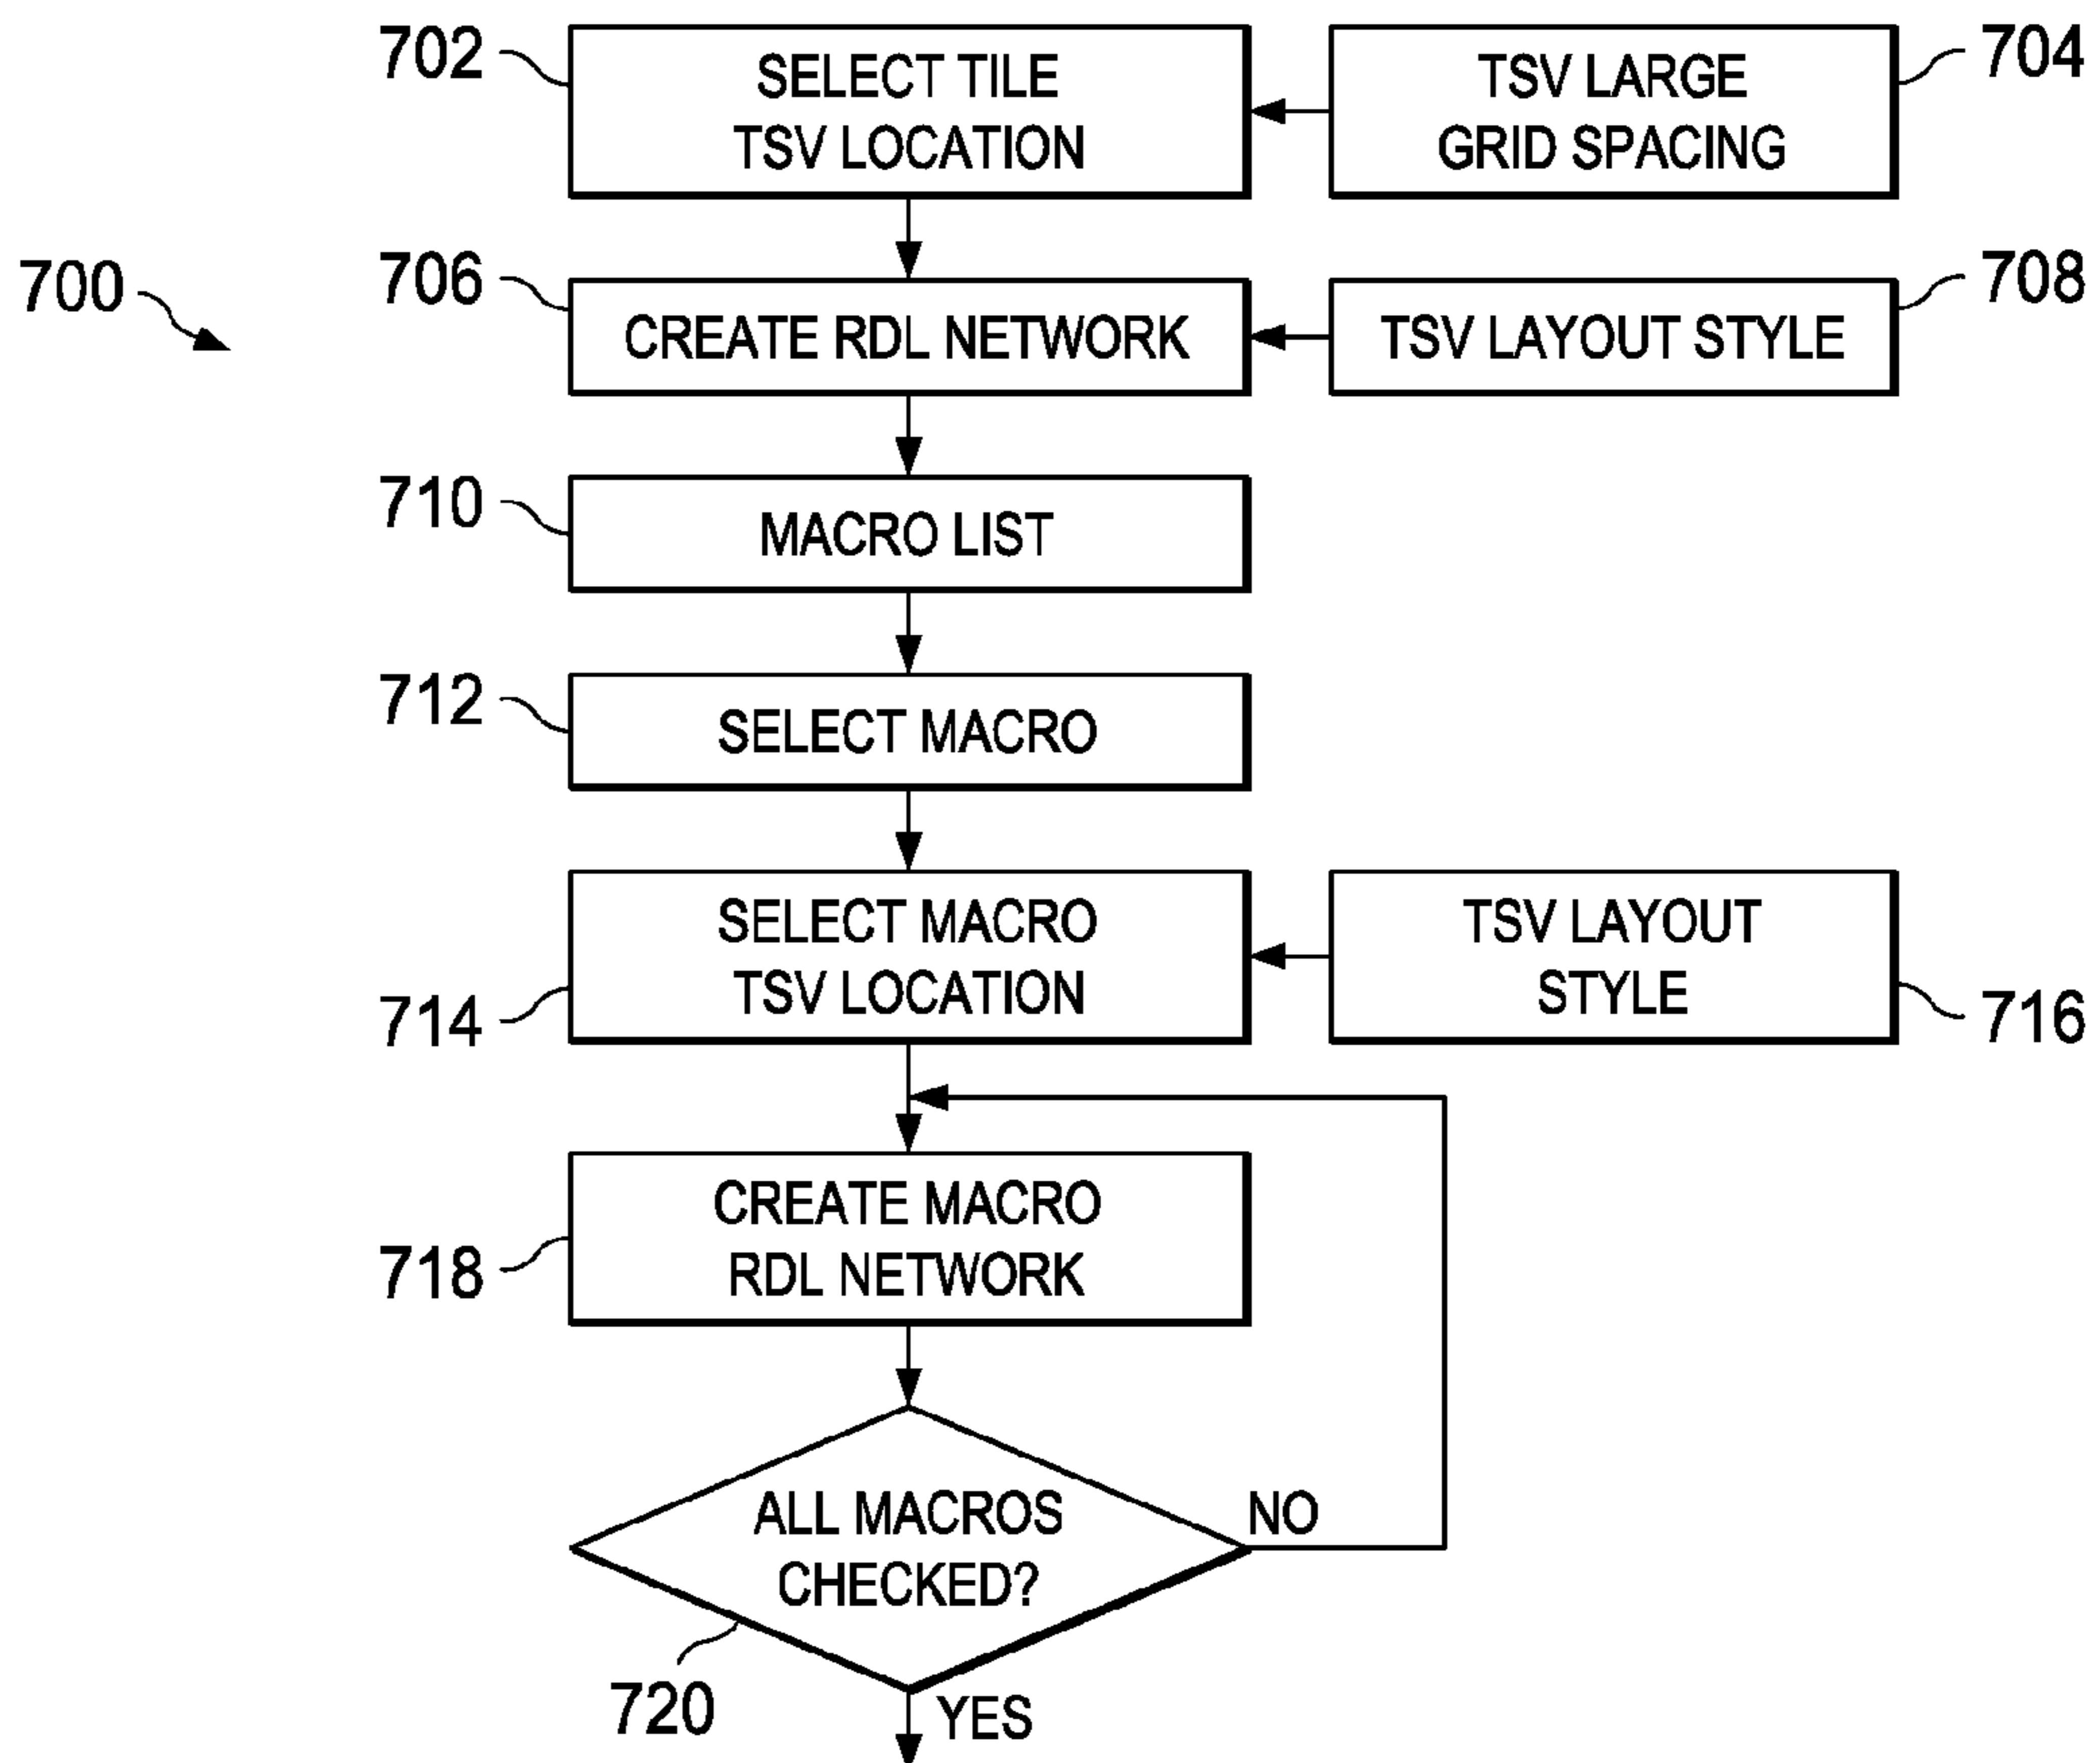 702
SELECT TILE
TSV LOCATION
TSV LARGE
GRID SPACING
704
700
706
CREATE RDL NETWORK
TSV LAYOUT STYLE
708
710
MACRO LIST
712
SELECT MACRO
714
SELECT MACRO
TSV LOCATION
TSV LAYOUT
STYLE
716
718
CREATE MACRO
RDL NETWORK
ALL MACROS
CHECKED?
NO
720
YES